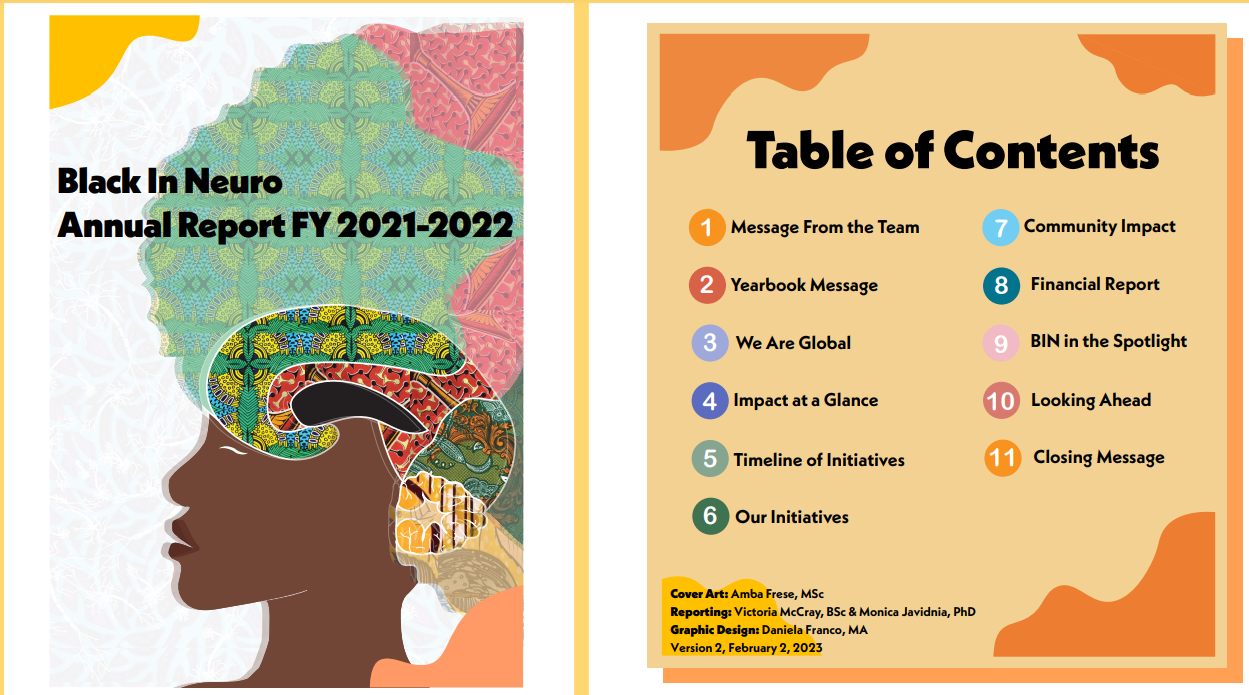 Black In Neuro
Annual Report FY 2021-2022
Table of Contents
1 Message From the Team
2 Yearbook Message
3 We Are Global
4 Impact at a Glance
5 Timeline of Initiatives
6 Our Initiatives
7 Community Impact
8 Financial Report
9 BIN in the Spotlight
10 Looking Ahead
11 Closing Message
Cover Art: Amba Frese, MSc
Reporting: Victoria McCray, BSc & Monica Javidnia, PhD
Graphic Design: Daniela Franco, MA
Version 2, February 2, 2023